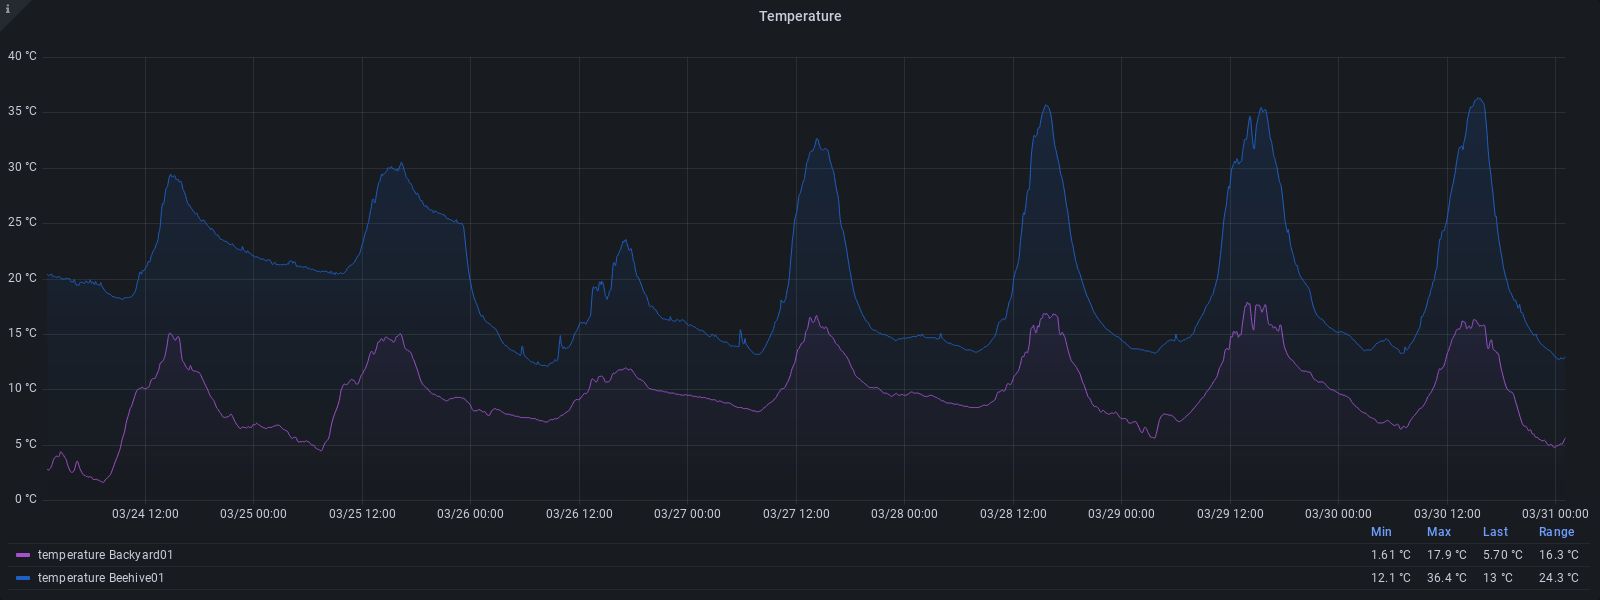 i
Temperature
40 °C
35 °C
30 °C
25 °C
20 °C
15 °C
10 °C
5 °C
0 °C
03/24 12:00 03/25 00:00 03/25 12:00 03/26 00:00 03/26 12:00 03/27 00:00 03/27 12:00 03/28 00:00 03/28 12:00 03/29 00:00 03/29 12:00 03/30 00:00 03/30 12:00 03/31 00:00
Min Max Last Range
temperature Backyard01 1.61 °C 17.9 °C 5.70 °C 16.3 °C
temperature Beehive01 12.1 °C 36.4 °C 13 °C 24.3 °C